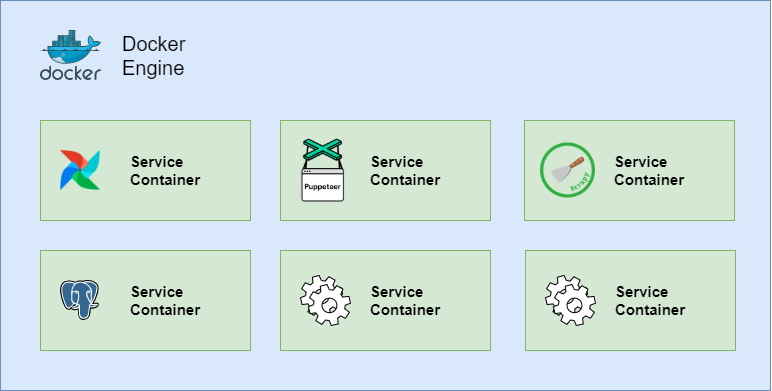 docker
Docker
Engine
Service
Container
Puppeteer
Service
Container
scrapy
Service
Container
Service
Container
Service
Container
Service
Container